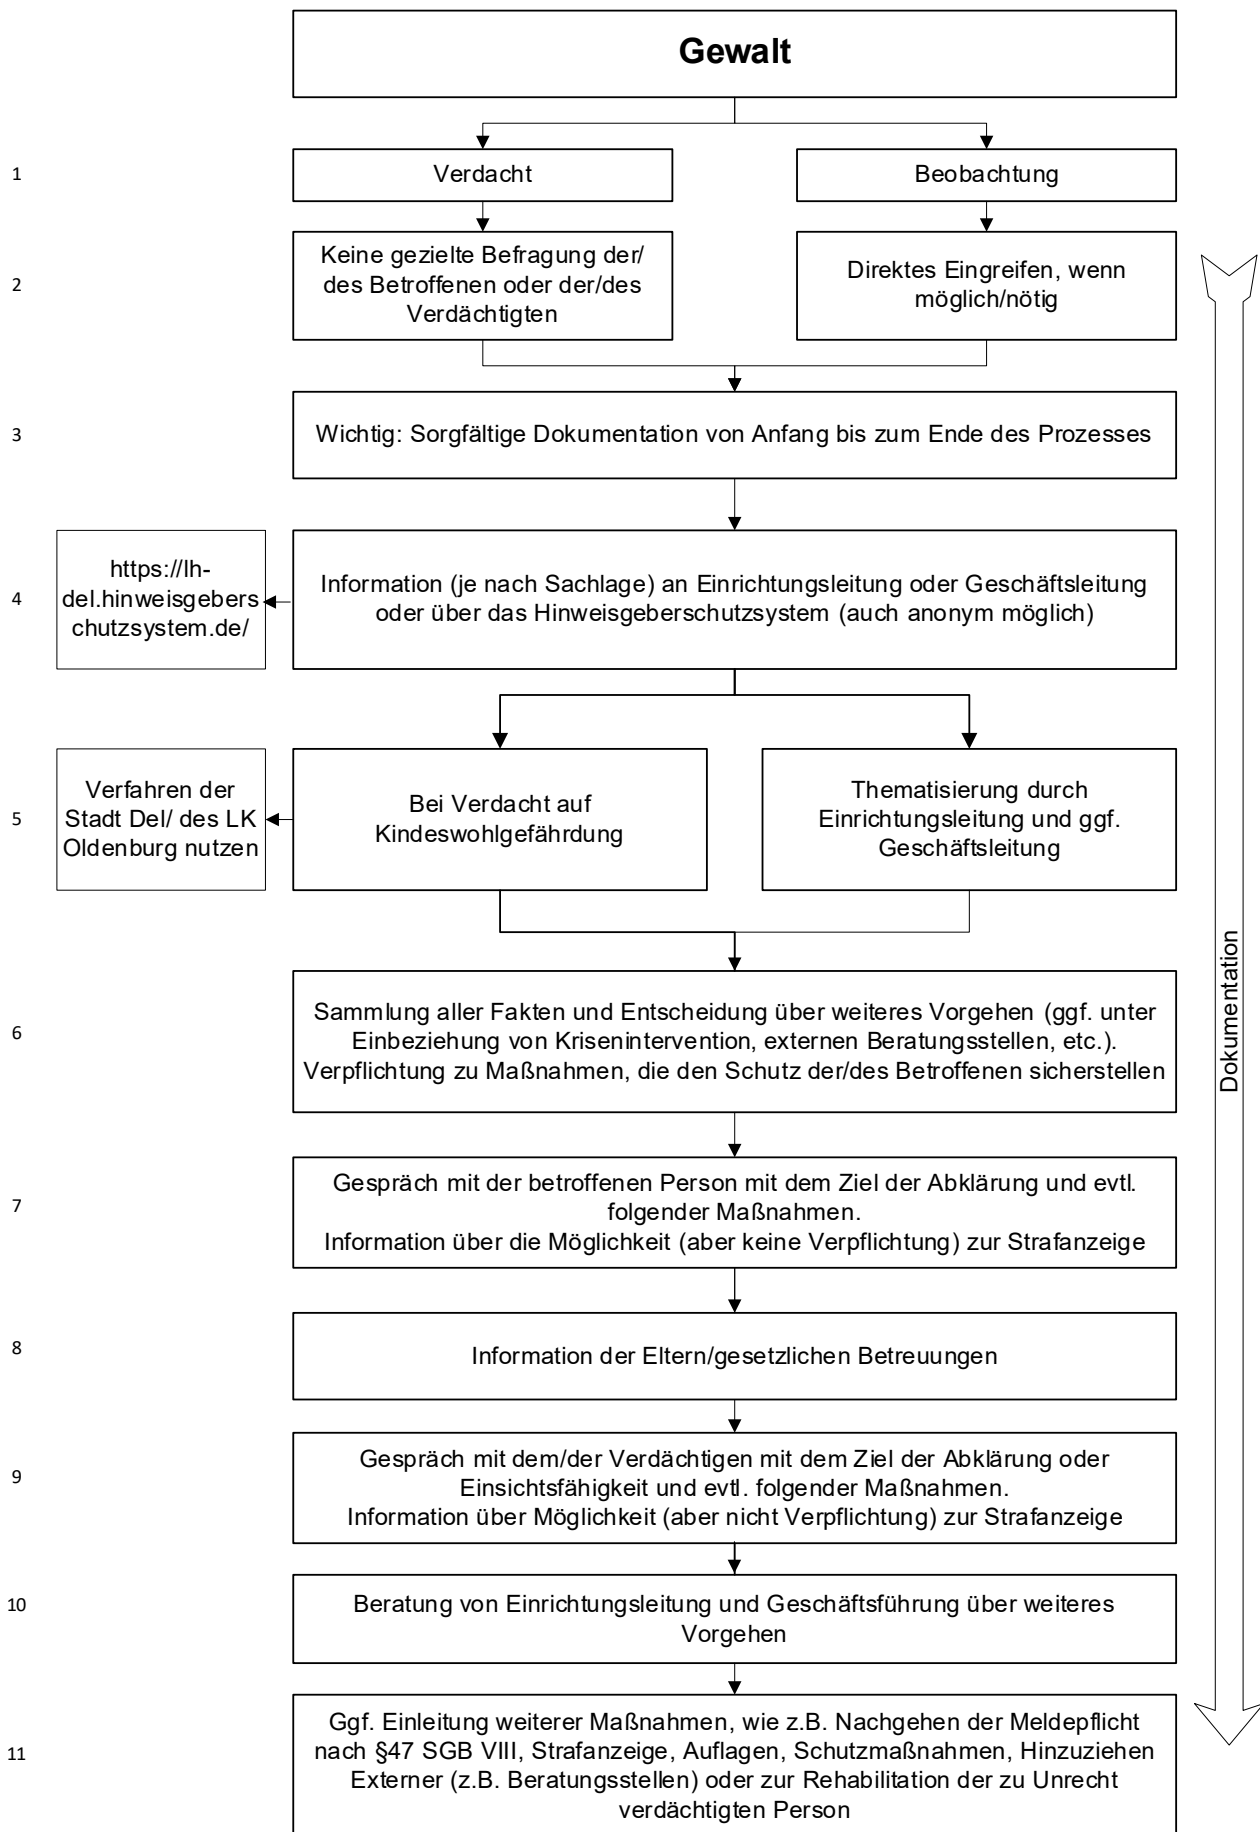 Gewalt
1
Verdacht
Beobachtung
2
Keine gezielte Befragung der/
des Betroffenen oder der/des
Verdächtigten
Direktes Eingreifen, wenn
möglich/nötig
3
Wichtig: Sorgfältige Dokumentation von Anfang bis zum Ende des Prozesses
4
https://lh-
del.hinweisgebers
chutzsystem.de/
Information (je nach Sachlage) an Einrichtungsleitung oder Geschäftsleitung
oder über das Hinweisgeberschutzsystem (auch anonym möglich)
5
Verfahren der
Stadt Del/ des LK
Oldenburg nutzen
Bei Verdacht auf
Kindeswohlgefährdung
Thematisierung durch
Einrichtungsleitung und ggf.
Geschäftsleitung
Dokumentation
6
Sammlung aller Fakten und Entscheidung über weiteres Vorgehen (ggf. unter
Einbeziehung von Krisenintervention, externen Beratungsstellen, etc.).
Verpflichtung zu Maßnahmen, die den Schutz der/des Betroffenen sicherstellen
7
Gespräch mit der betroffenen Person mit dem Ziel der Abklärung und evtl.
folgender Maßnahmen.
Information über die Möglichkeit (aber keine Verpflichtung) zur Strafanzeige
8
Information der Eltern/gesetzlichen Betreuungen
9
Gespräch mit dem/der Verdächtigen mit dem Ziel der Abklärung oder
Einsichtsfähigkeit und evtl. folgender Maßnahmen.
Information über Möglichkeit (aber nicht Verpflichtung) zur Strafanzeige
10
Beratung von Einrichtungsleitung und Geschäftsführung über weiteres
Vorgehen
11
Ggf. Einleitung weiterer Maßnahmen, wie z.B. Nachgehen der Meldepflicht
nach §47 SGB VIII, Strafanzeige, Auflagen, Schutzmaßnahmen, Hinzuziehen
Externer (z.B. Beratungsstellen) oder zur Rehabilitation der zu Unrecht
verdächtigten Person